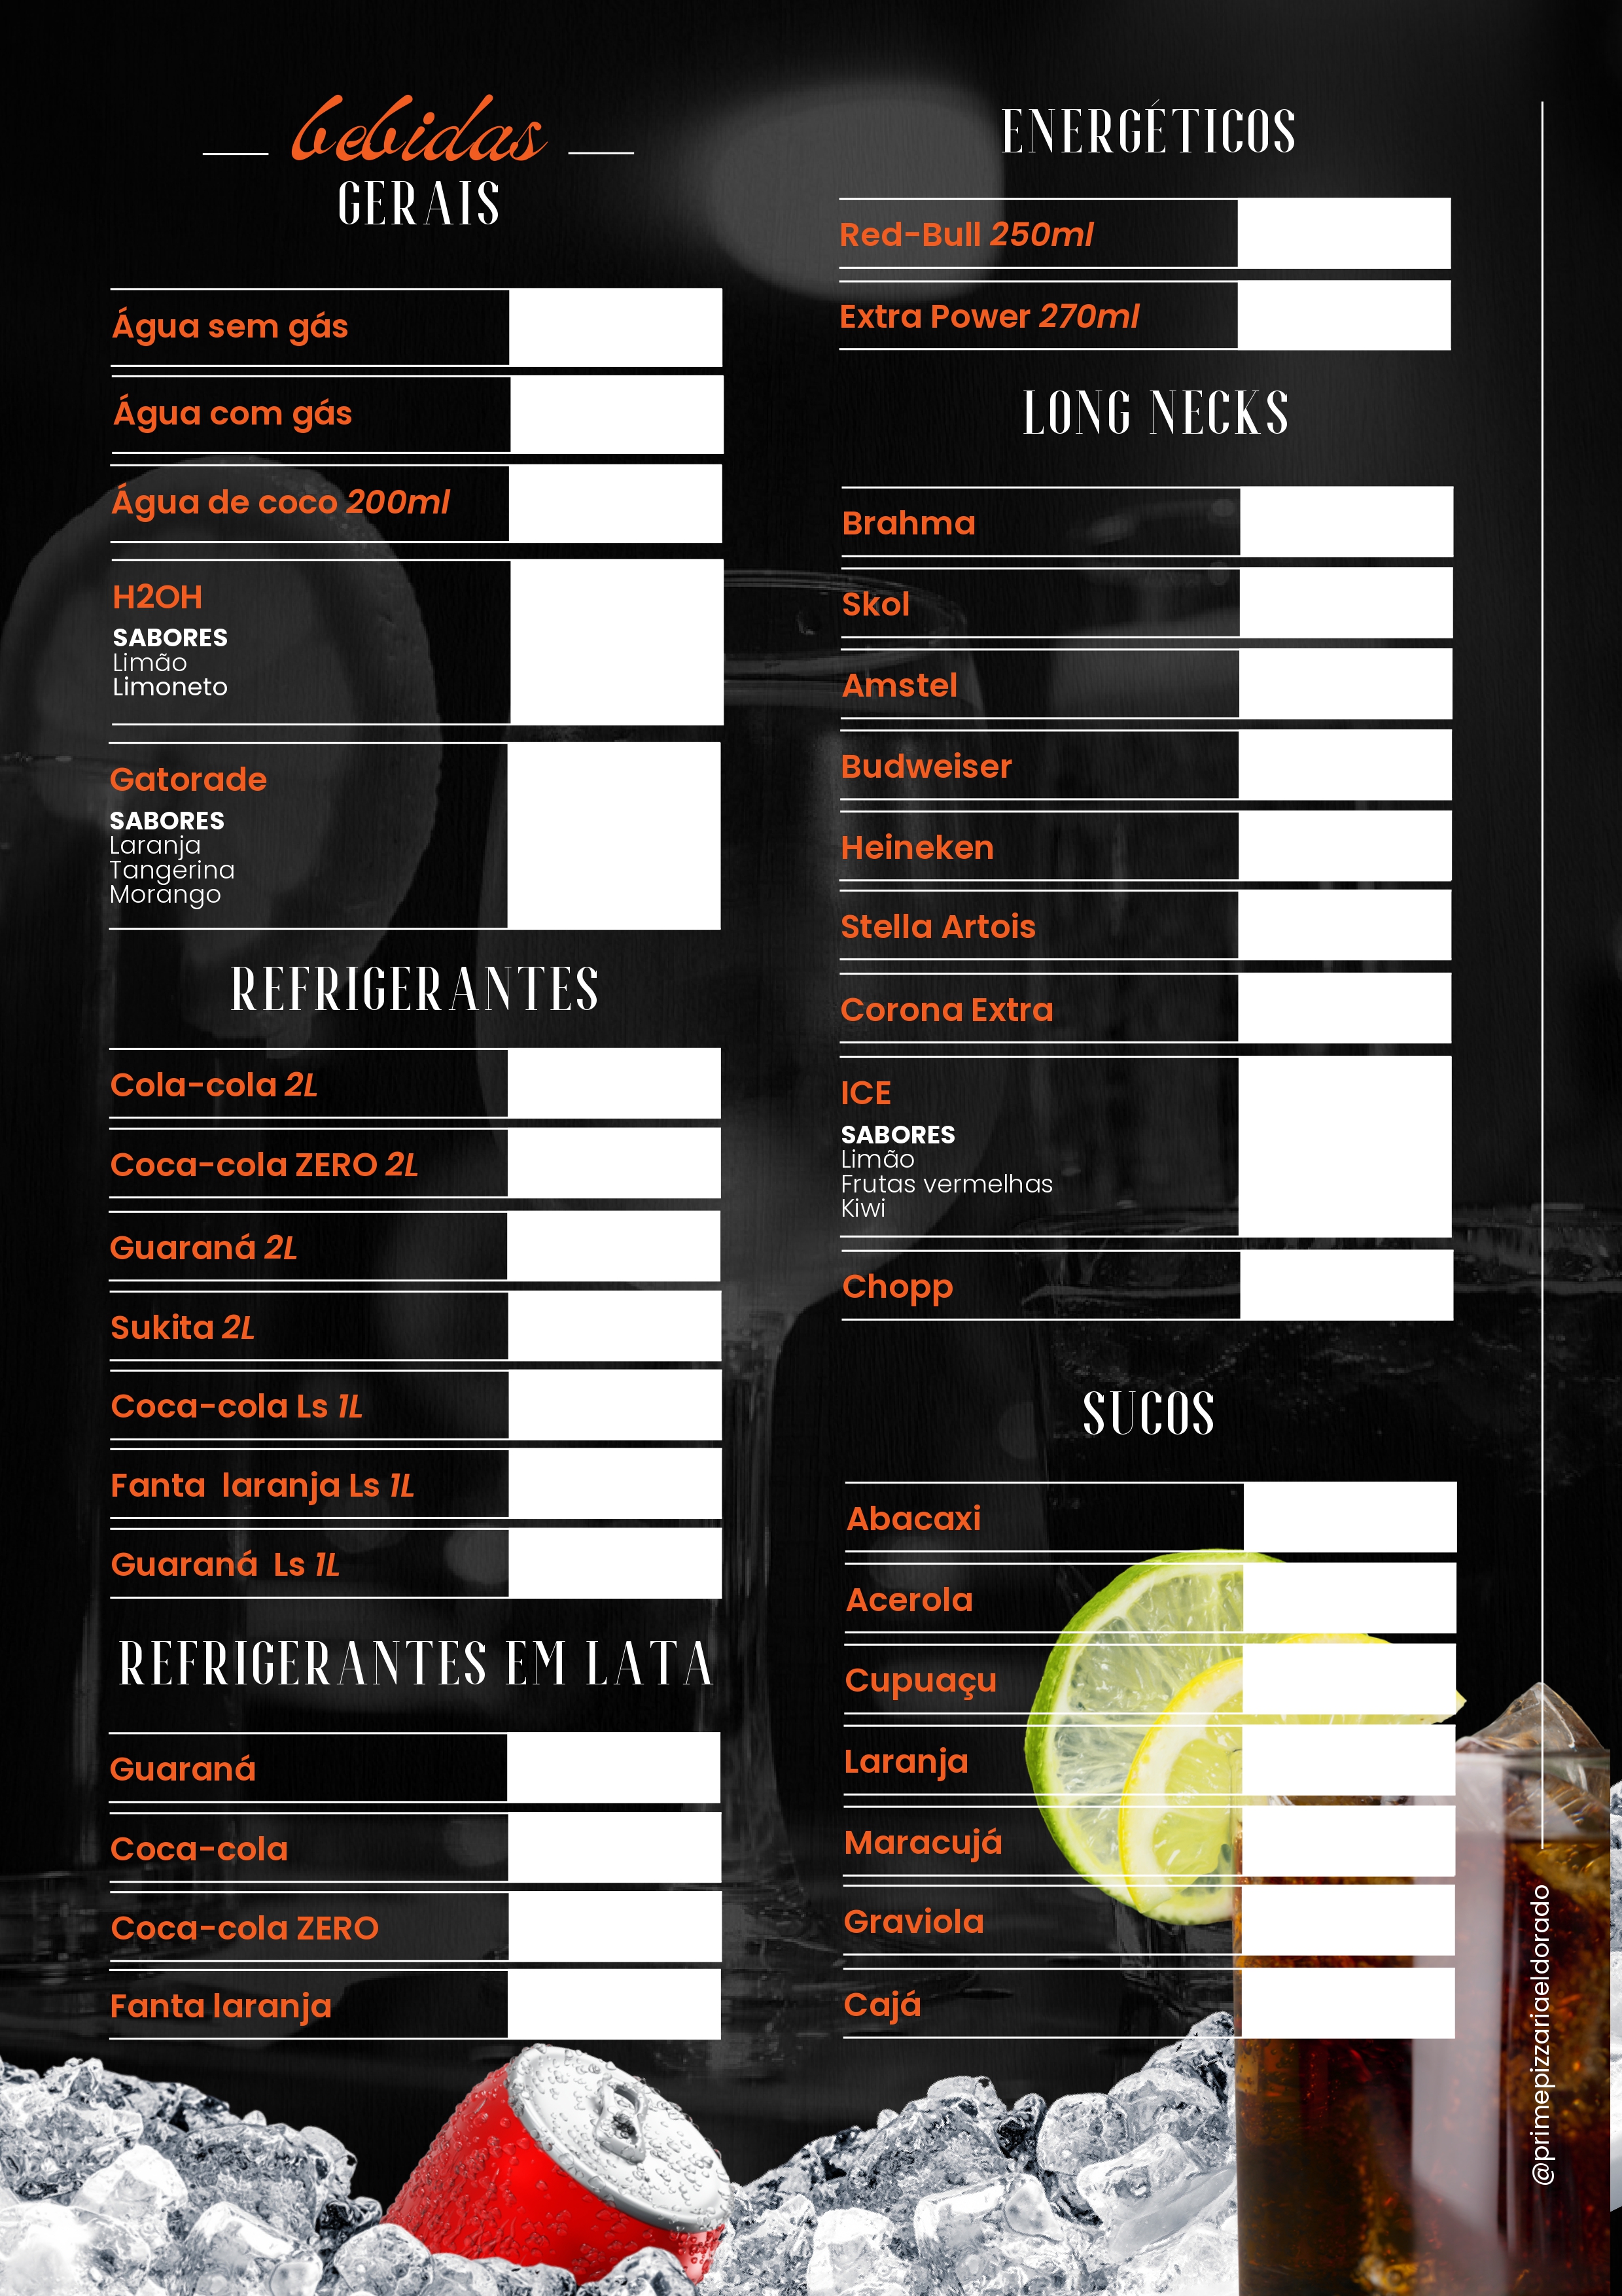 bebidas
GERAIS
Água sem gás
Água com gás
Água de coco 200ml
H2OH
SABORES
Limão
Limoneto
Gatorade
SABORES
Laranja
Tangerina
Morango
REFRIGERANTES
Cola-cola 2L
Coca-cola ZERO 2L
Guaraná 2L
Sukita 2L
Coca-cola Ls 1L
Fanta laranja Ls 1L
Guaraná Ls 1L
REFRIGERANTES EM LATA
Guaraná
Coca-cola
Coca-cola ZERO
Fanta laranja
ENERGÉTICOS
Red-Bull 250ml
Extra Power 270ml
LONG NECKS
Brahma
Skol
Amstel
Budweiser
Heineken
Stella Artois
Corona Extra
ICE
SABORES
Limão
Frutas vermelhas
Kiwi
Chopp
SUCOS
Abacaxi
Acerola
Cupuaçu
Laranja
Maracujá
Graviola
Cajá
@primepizzariaeldorado